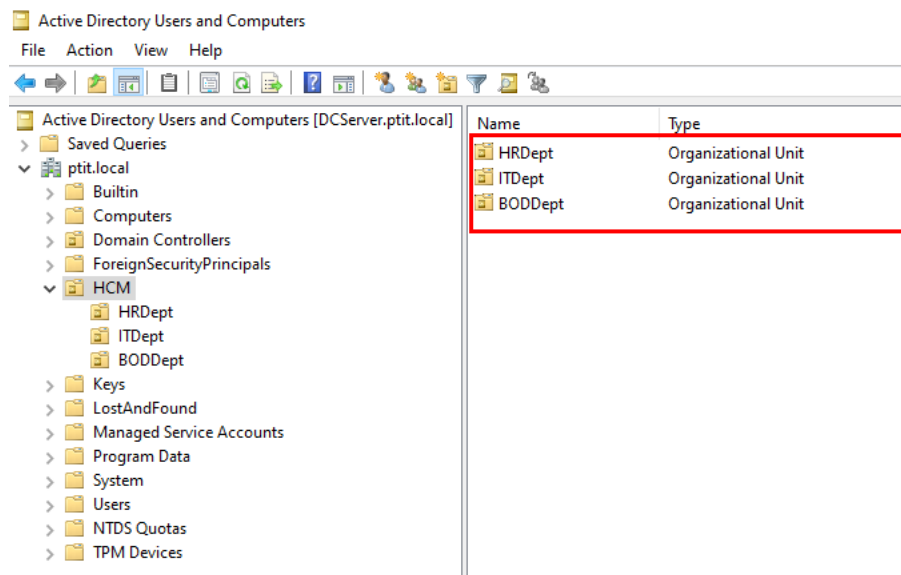 Active Directory Users and Computers
File Action View Help
Active Directory Users and Computers [DCServer.ptit.local]
Saved Queries
ptit.local
Builtin
Computers
Domain Controllers
ForeignSecurityPrincipals
HCM
HRDept
ITDept
BODDept
Keys
LostAndFound
Managed Service Accounts
Program Data
System
Users
NTDS Quotas
TPM Devices
Name Type
HRDept Organizational Unit
ITDept Organizational Unit
BODDept Organizational Unit